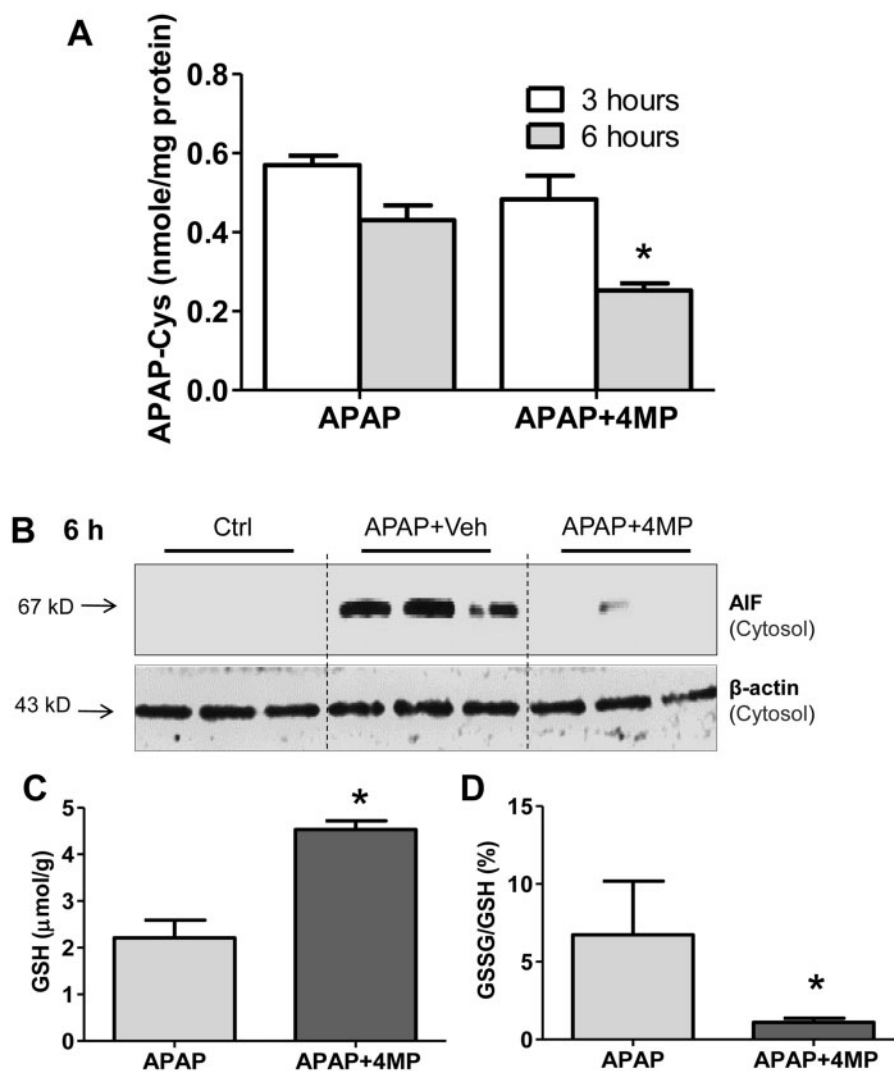 A
APAP-Cys (nmole/mg protein)
0.8
0.6
0.4
0.2
0.0
3 hours
6 hours
*
APAP
APAP+4MP
B 6 h
Ctrl
APAP+Veh
APAP+4MP
67 kD
AIF
(Cytosol)
43 kD
β-actin
(Cytosol)
C
GSH (μmol/g)
5
4
3
2
1
0
*
APAP
APAP+4MP
D
GSSG/GSH (%)
15
10
5
0
*
APAP
APAP+4MP